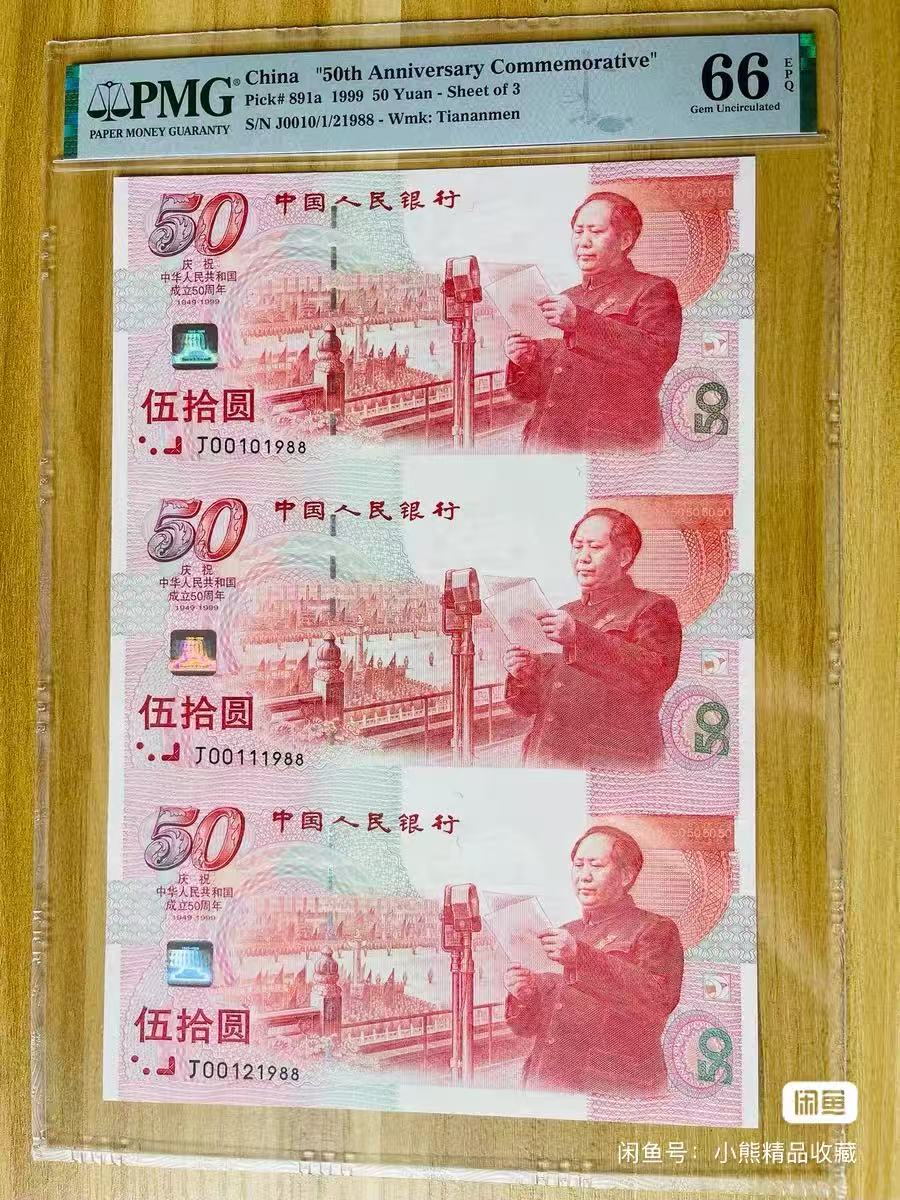 PMG®
PAPER MONEY GUARANTY
China "50th Anniversary Commemorative"
Pick# 891a 1999 50 Yuan - Sheet of 3
S/N J0010/1/21988 - Wmk: Tiananmen
66
EPQ
Gem Uncirculated
50
中国人民银行
50505050
庆祝
中华人民共和国
成立50周年
1949-1999
伍拾圆
50
J00101988
50
中国人民银行
50505050
庆祝
中华人民共和国
成立50周年
1949-1999
伍拾圆
50
J00111988
50
中国人民银行
50505050
庆祝
中华人民共和国
成立50周年
1949-1999
伍拾圆
50
J00121988
闲鱼
闲鱼号：小熊精品收藏